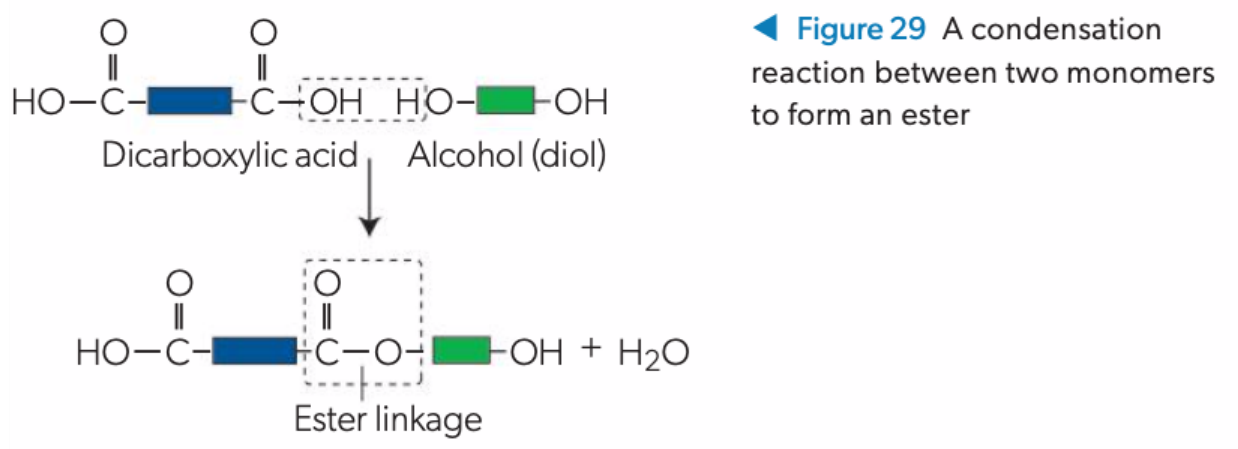 O O
HO–C– –C–OH HO– –OH
Dicarboxylic acid Alcohol (diol)
O O
HO–C– –C–O– –OH + H₂O
Ester linkage
◀ Figure 29 A condensation
reaction between two monomers
to form an ester